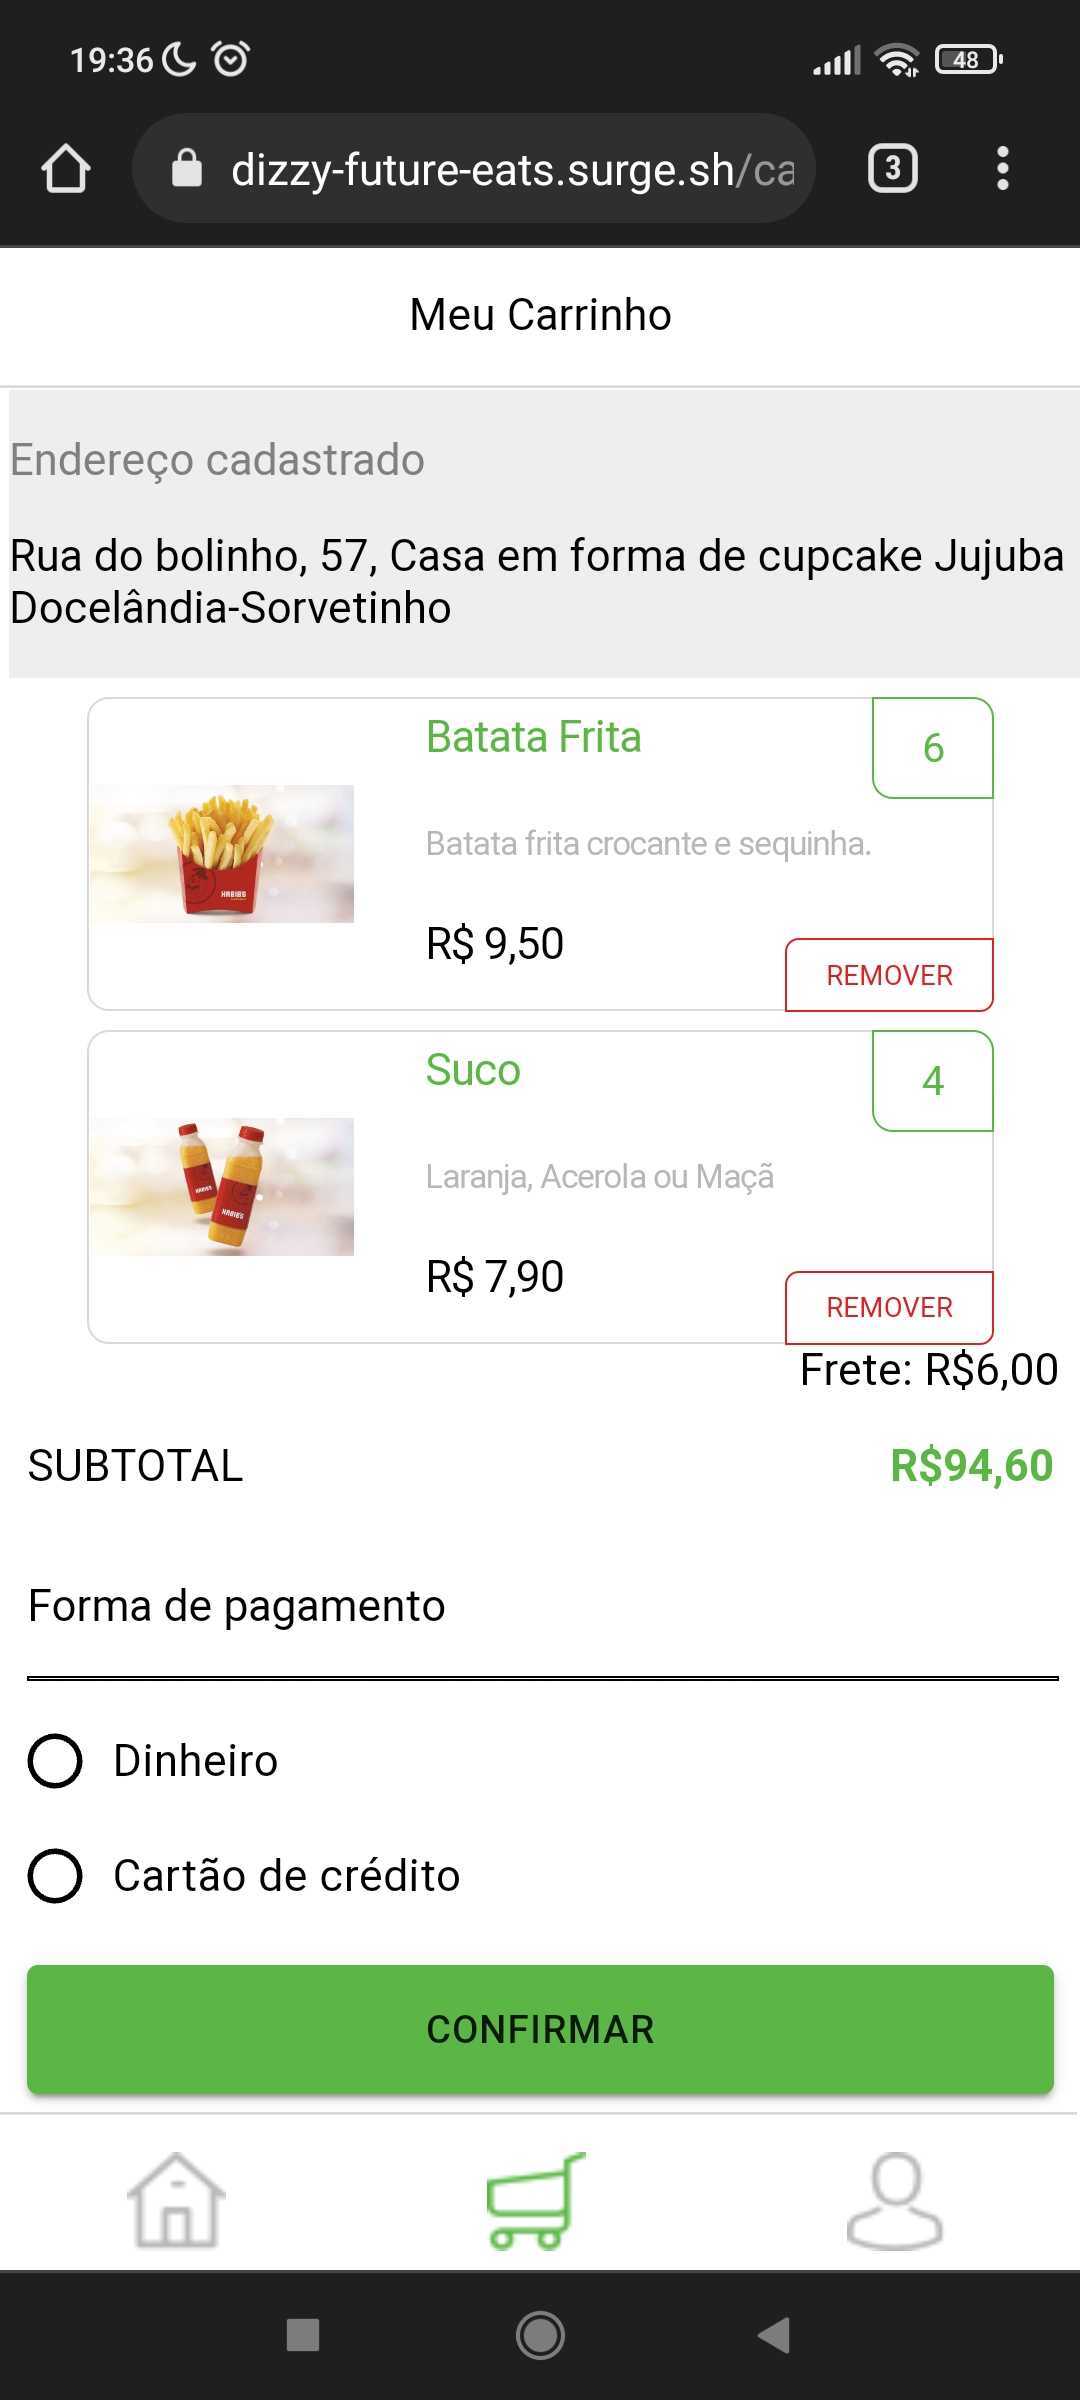 19:36
48
dizzy-future-eats.surge.sh/ca
3
Meu Carrinho
Endereço cadastrado
Rua do bolinho, 57, Casa em forma de cupcake Jujuba
Docelândia-Sorvetinho
Batata Frita
6
Batata frita crocante e sequinha.
HABIB'S
R$ 9,50
REMOVER
Suco
4
Laranja, Acerola ou Maçã
HABIB'S
HABIB'S
R$ 7,90
REMOVER
Frete: R$6,00
SUBTOTAL
R$94,60
Forma de pagamento
Dinheiro
Cartão de crédito
CONFIRMAR